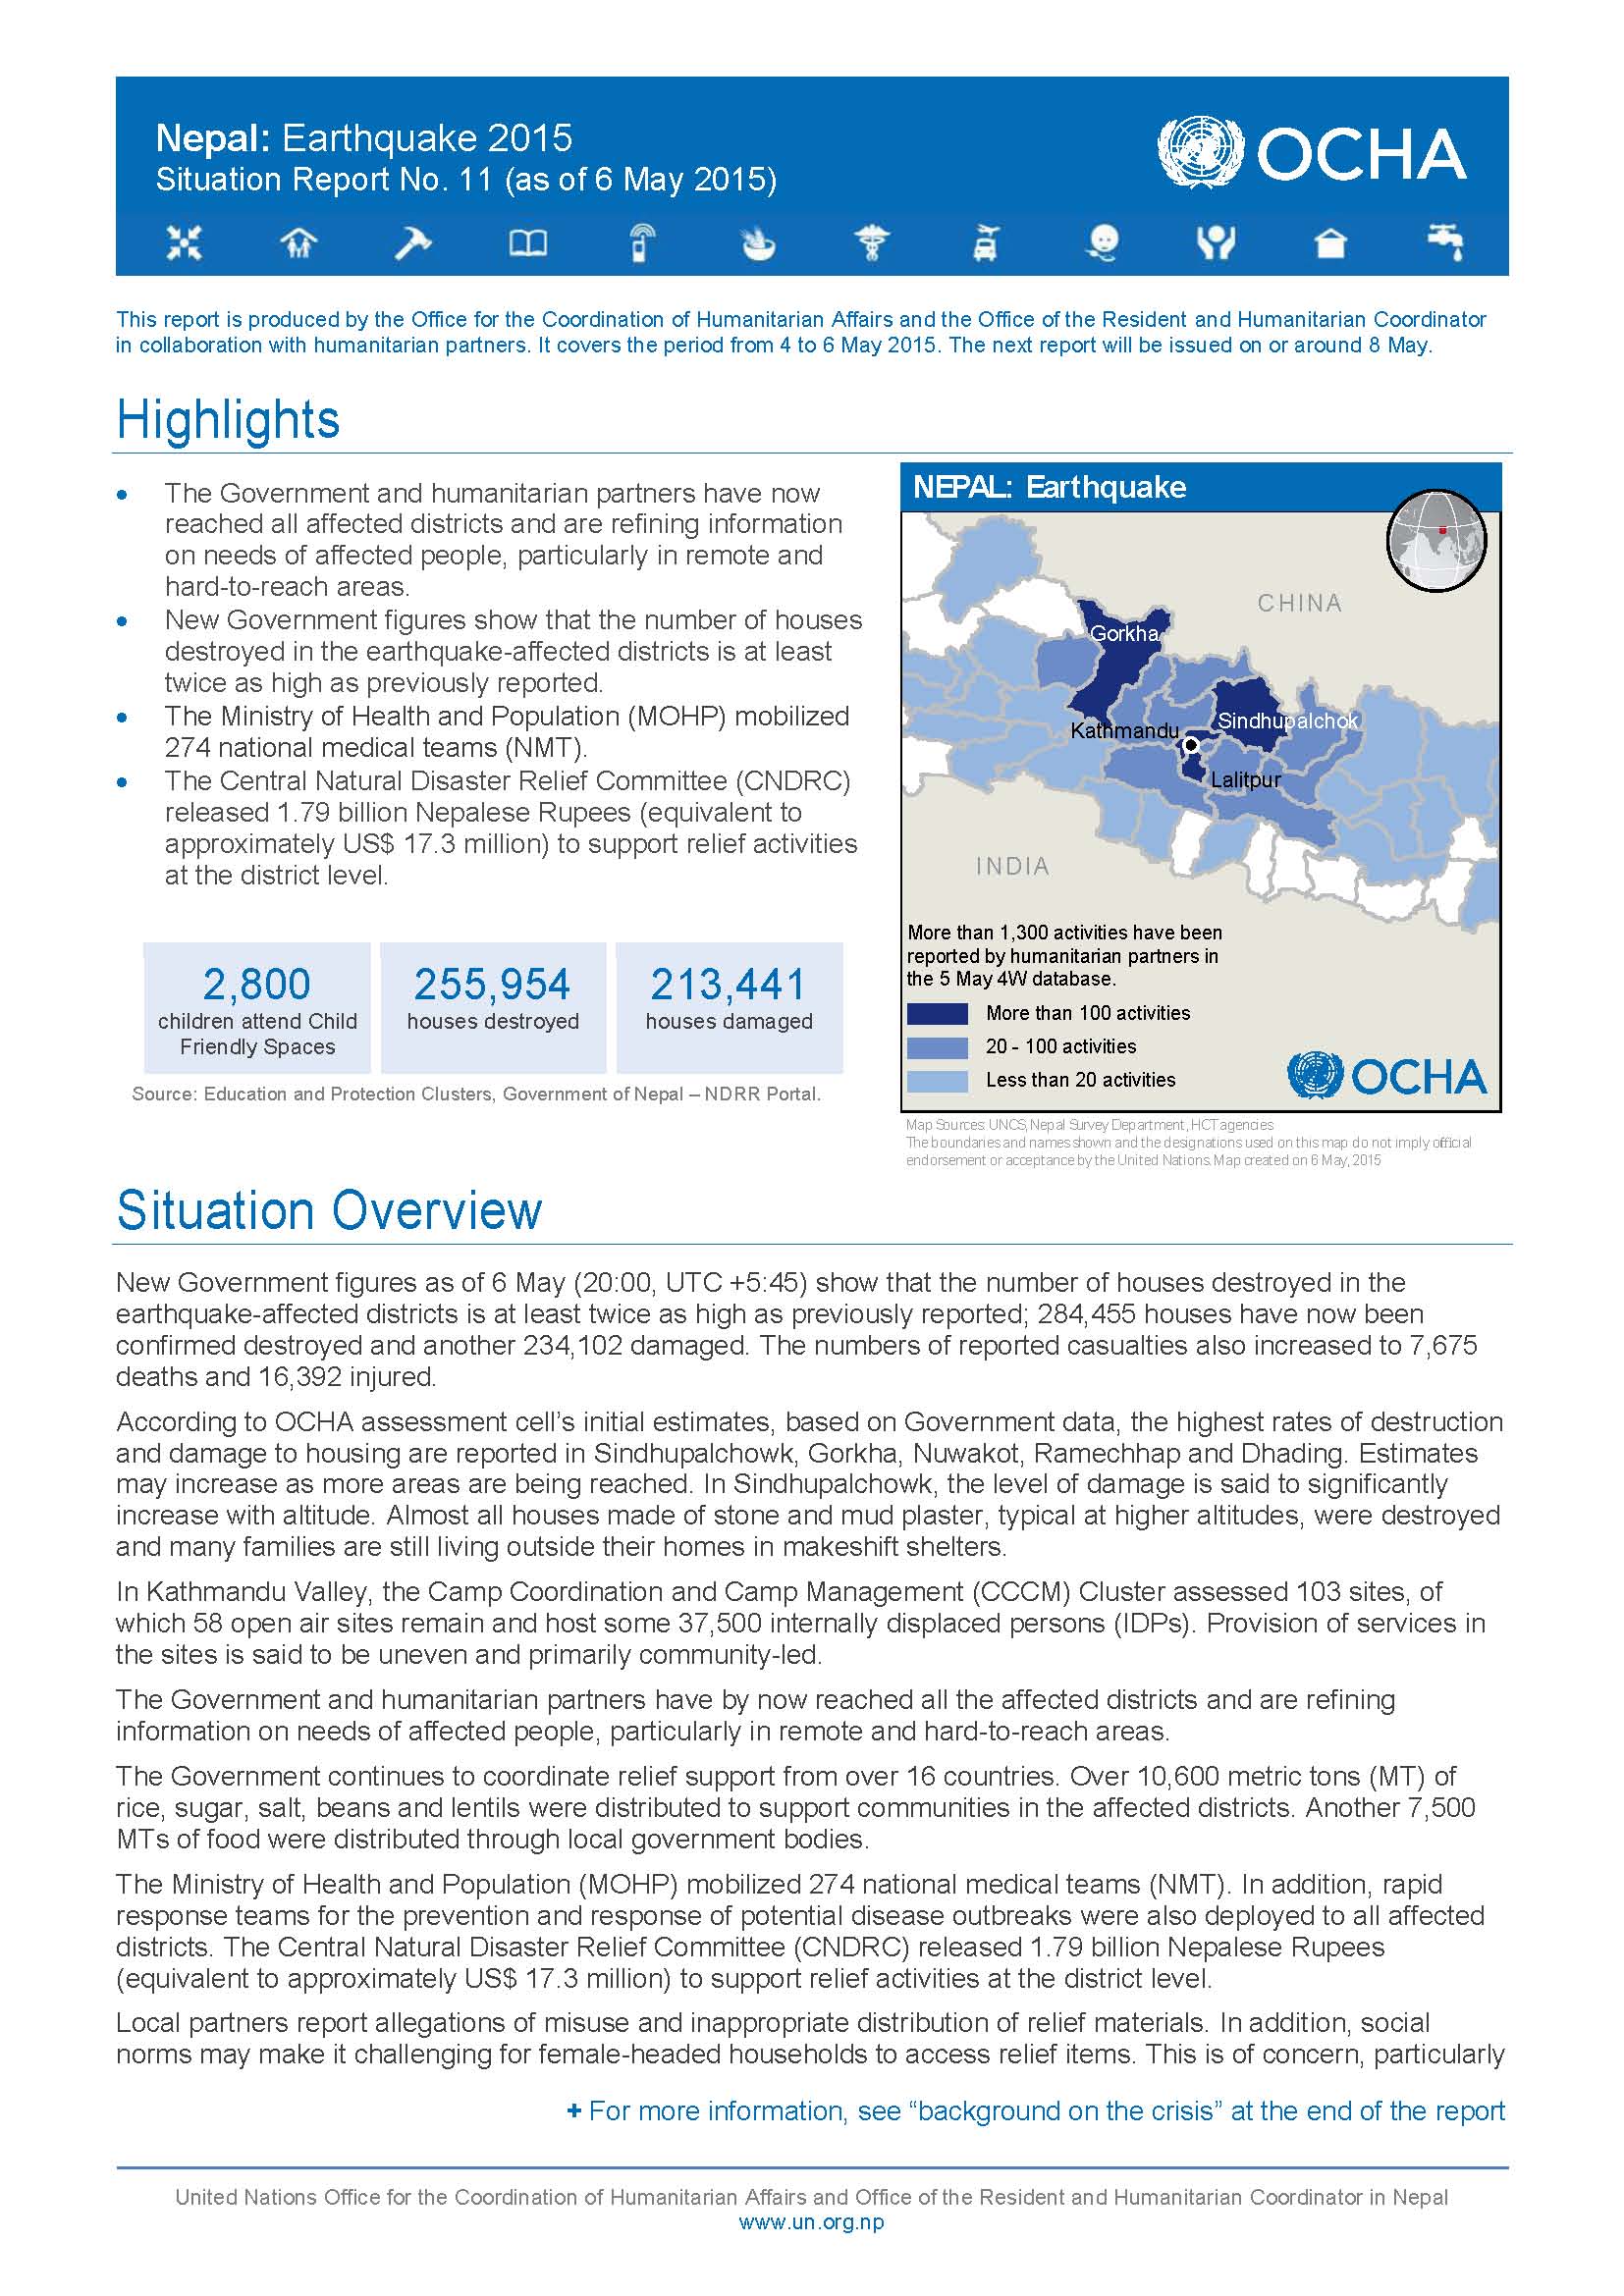 Nepal: Earthquake 2015
Situation Report No. 11 (as of 6 May 2015)
OCHA
This report is produced by the Office for the Coordination of Humanitarian Affairs and the Office of the Resident and Humanitarian Coordinator
in collaboration with humanitarian partners. It covers the period from 4 to 6 May 2015. The next report will be issued on or around 8 May.
Highlights
• The Government and humanitarian partners have now
reached all affected districts and are refining information
on needs of affected people, particularly in remote and
hard-to-reach areas.
• New Government figures show that the number of houses
destroyed in the earthquake-affected districts is at least
twice as high as previously reported.
• The Ministry of Health and Population (MOHP) mobilized
274 national medical teams (NMT).
• The Central Natural Disaster Relief Committee (CNDRC)
released 1.79 billion Nepalese Rupees (equivalent to
approximately US$ 17.3 million) to support relief activities
at the district level.
2,800
children attend Child
Friendly Spaces
255,954
houses destroyed
213,441
houses damaged
Source: Education and Protection Clusters, Government of Nepal – NDRR Portal.
NEPAL: Earthquake
CHINA
Gorkha
Sindhupalchok
Kathmandu
Lalitpur
INDIA
More than 1,300 activities have been
reported by humanitarian partners in
the 5 May 4W database.
More than 100 activities
20 - 100 activities
Less than 20 activities
OCHA
Map Sources: UNCS, Nepal Survey Department, HCT agencies
The boundaries and names shown and the designations used on this map do not imply official
endorsement or acceptance by the United Nations. Map created on 6 May, 2015
Situation Overview
New Government figures as of 6 May (20:00, UTC +5:45) show that the number of houses destroyed in the
earthquake-affected districts is at least twice as high as previously reported; 284,455 houses have now been
confirmed destroyed and another 234,102 damaged. The numbers of reported casualties also increased to 7,675
deaths and 16,392 injured.
According to OCHA assessment cell’s initial estimates, based on Government data, the highest rates of destruction
and damage to housing are reported in Sindhupalchowk, Gorkha, Nuwakot, Ramechhap and Dhading. Estimates
may increase as more areas are being reached. In Sindhupalchowk, the level of damage is said to significantly
increase with altitude. Almost all houses made of stone and mud plaster, typical at higher altitudes, were destroyed
and many families are still living outside their homes in makeshift shelters.
In Kathmandu Valley, the Camp Coordination and Camp Management (CCCM) Cluster assessed 103 sites, of
which 58 open air sites remain and host some 37,500 internally displaced persons (IDPs). Provision of services in
the sites is said to be uneven and primarily community-led.
The Government and humanitarian partners have by now reached all the affected districts and are refining
information on needs of affected people, particularly in remote and hard-to-reach areas.
The Government continues to coordinate relief support from over 16 countries. Over 10,600 metric tons (MT) of
rice, sugar, salt, beans and lentils were distributed to support communities in the affected districts. Another 7,500
MTs of food were distributed through local government bodies.
The Ministry of Health and Population (MOHP) mobilized 274 national medical teams (NMT). In addition, rapid
response teams for the prevention and response of potential disease outbreaks were also deployed to all affected
districts. The Central Natural Disaster Relief Committee (CNDRC) released 1.79 billion Nepalese Rupees
(equivalent to approximately US$ 17.3 million) to support relief activities at the district level.
Local partners report allegations of misuse and inappropriate distribution of relief materials. In addition, social
norms may make it challenging for female-headed households to access relief items. This is of concern, particularly
+ For more information, see “background on the crisis” at the end of the report
United Nations Office for the Coordination of Humanitarian Affairs and Office of the Resident and Humanitarian Coordinator in Nepal
www.un.org.np